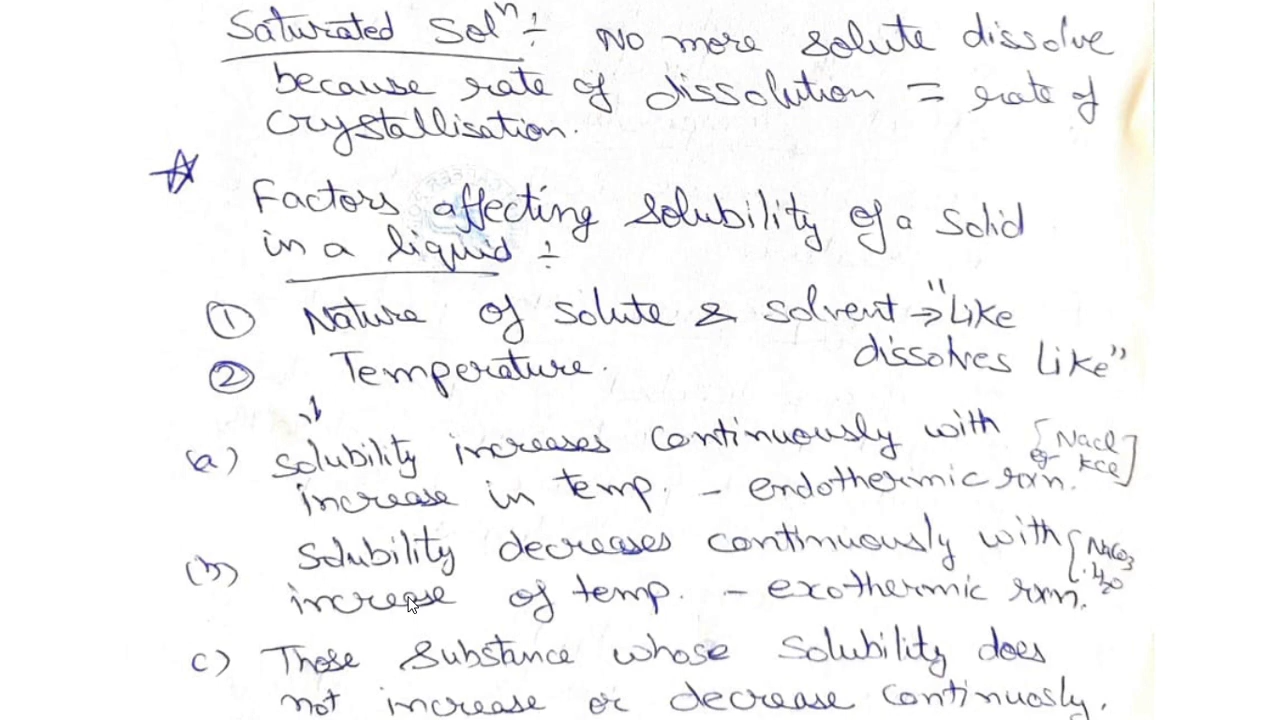 Saturated Solⁿ ÷ No more solute dissolve
because rate of dissolution = rate of
crystallisation.
Factors affecting solubility of a solid
in a liquid ÷
① Nature of solute & solvent → "Like
dissolves like"
② Temperature.
(a) Solubility increases continuously with [eg NaCl
increase in temp. - endothermic rxn. KCl]
(b) Solubility decreases continuously with
increase of temp. - exothermic rxn.
c) Those substance whose solubility does
not increase or decrease continuosly.